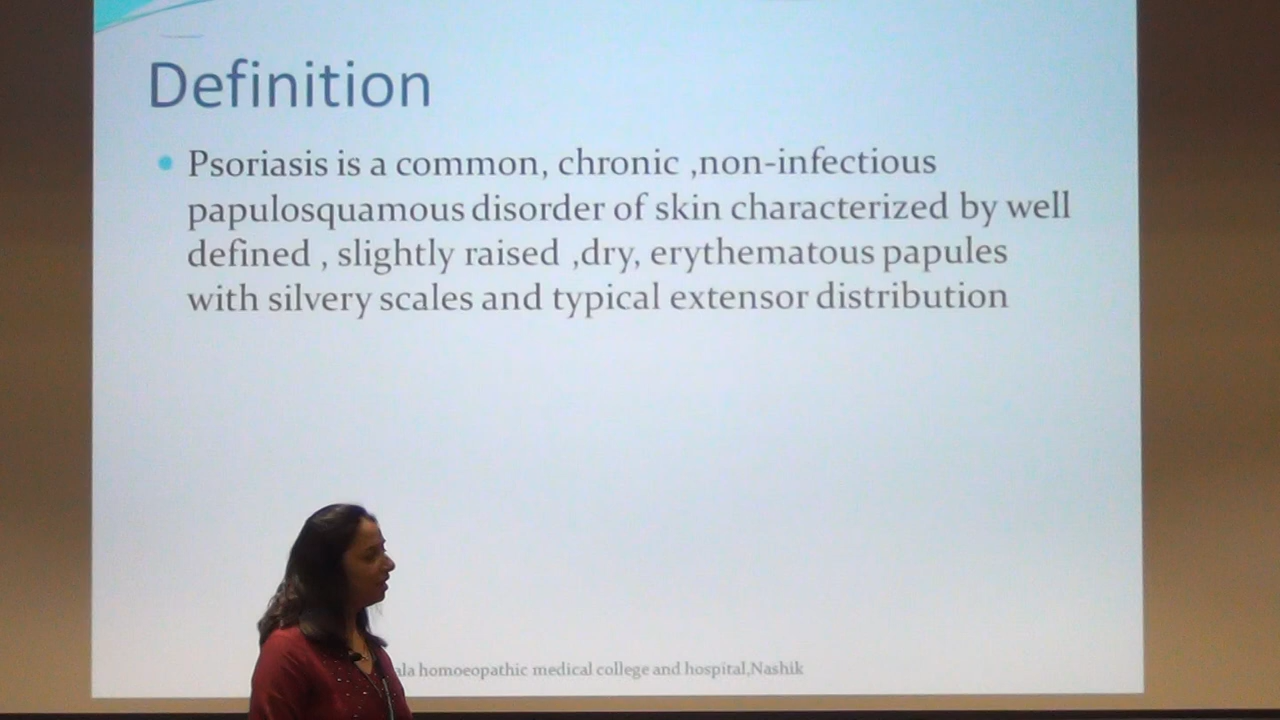 Definition
Psoriasis is a common, chronic ,non-infectious
papulosquamous disorder of skin characterized by well
defined , slightly raised ,dry, erythematous papules
with silvery scales and typical extensor distribution
homoeopathic medical college and hospital,Nashik